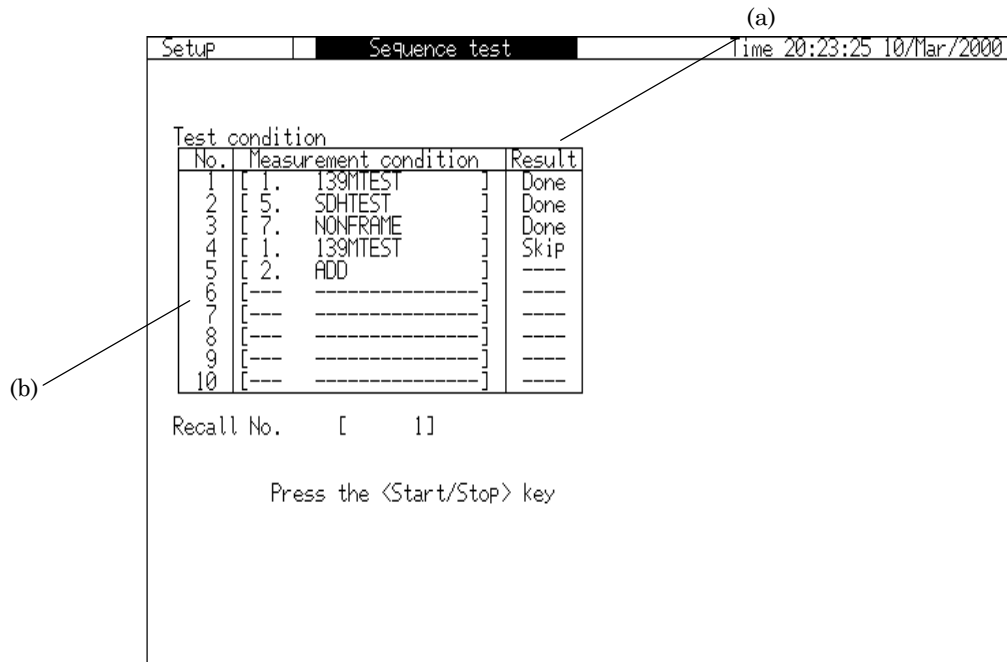 (a)
Setup Sequence test Time 20:23:25 10/Mar/2000
Test condition
No. Measurement condition Result
1 [ 1. 139MTEST ] Done
2 [ 5. SDHTEST ] Done
3 [ 7. NONFRAME ] Done
4 [ 1. 139MTEST ] Skip
5 [ 2. ADD ] ----
6 [--- ---------------] ----
7 [--- ---------------] ----
8 [--- ---------------] ----
9 [--- ---------------] ----
10 [--- ---------------] ----
(b)
Recall No. [ 1]
Press the <Start/Stop> key